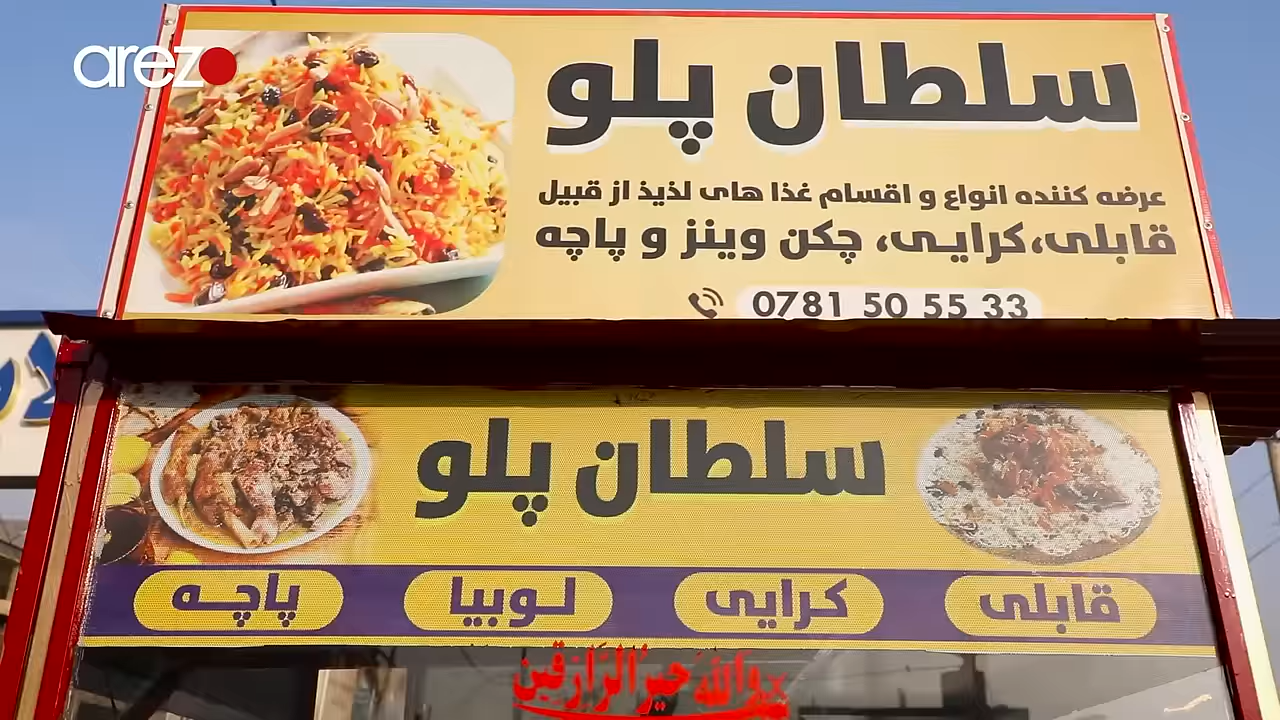 arezo
سلطان پلو
عرضه کننده انواع و اقسام غذا های لذیذ از قبیل
قابلی، کرایی، چکن وینز و پاچه
0781 50 55 33
سلطان پلو
قابلی کرایی لوبیا پاچه
والله خیر الرازقین